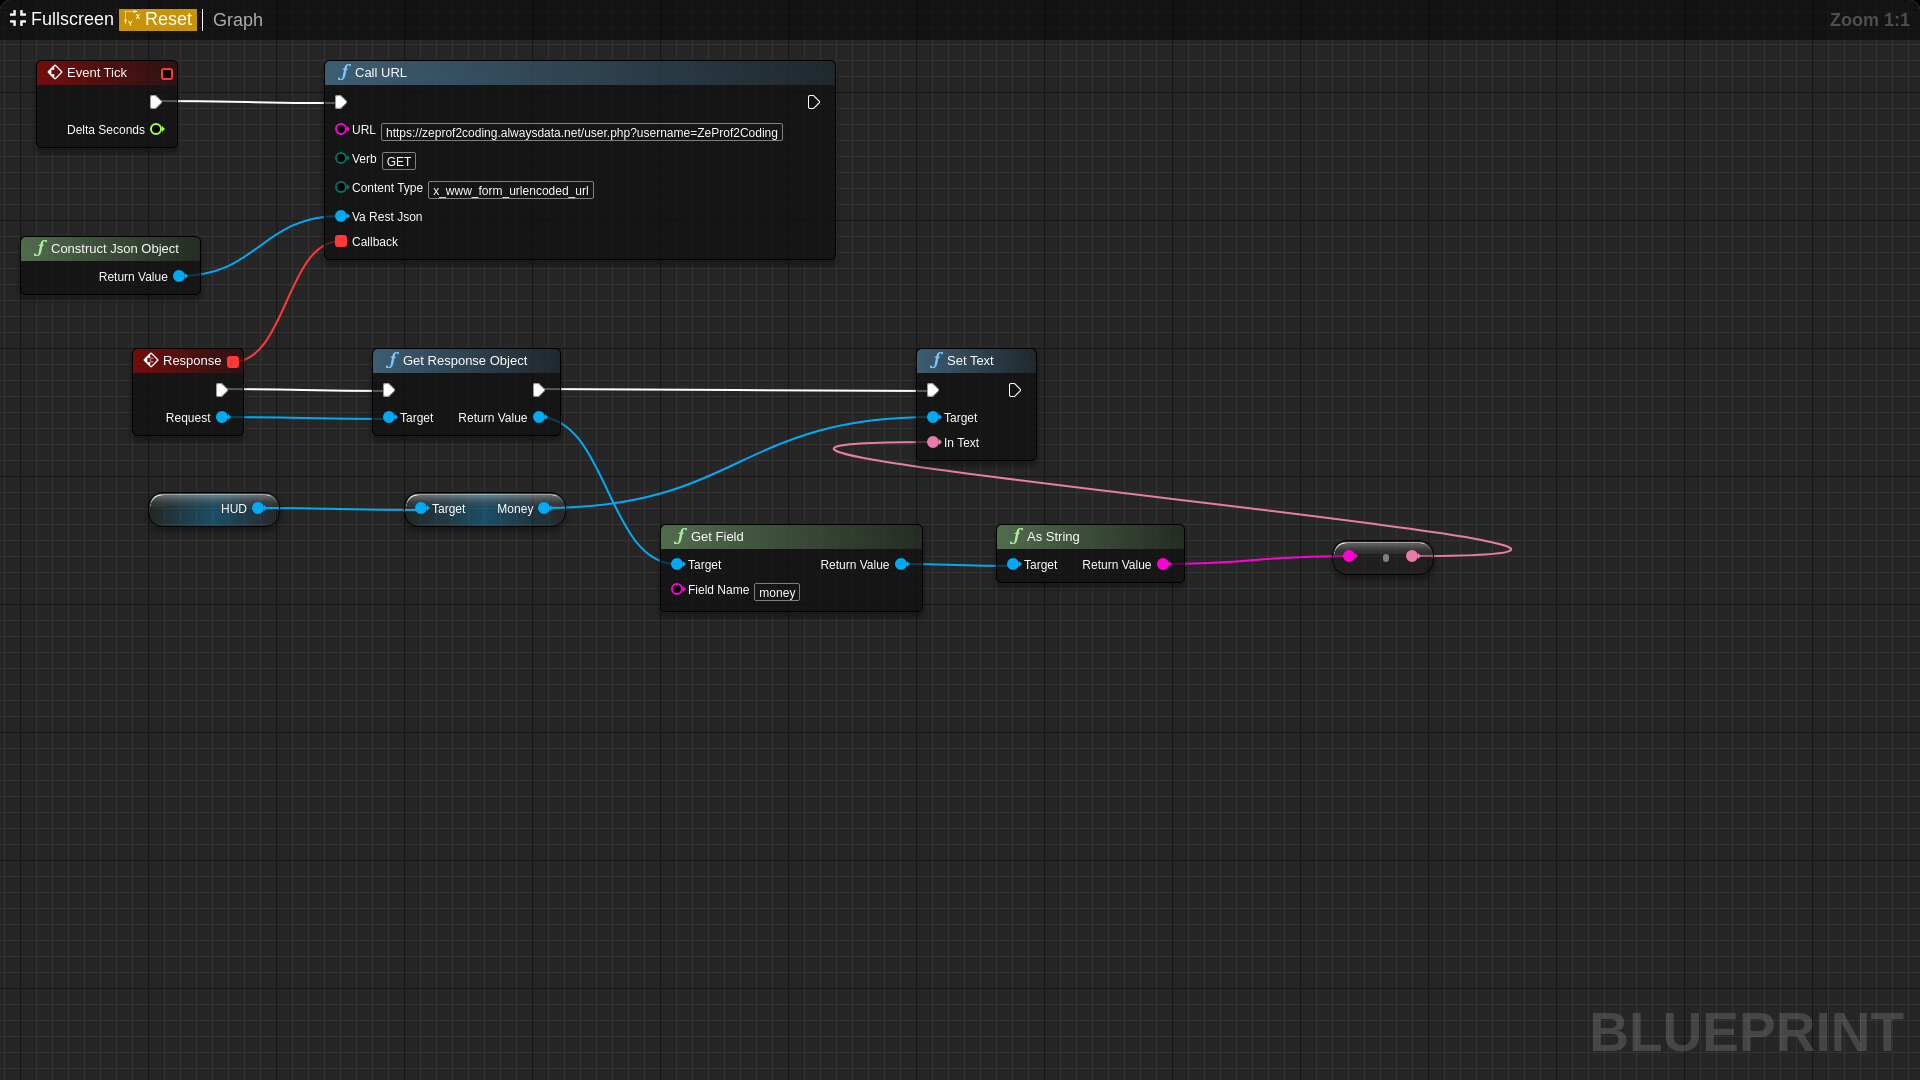 Fullscreen Reset Graph Zoom 1:1
Event Tick
Delta Seconds
Call URL
URL https://zeprof2coding.alwaysdata.net/user.php?username=ZeProf2Coding
Verb GET
Content Type x_www_form_urlencoded_url
Va Rest Json
Callback
Construct Json Object
Return Value
Response
Request
Get Response Object
Target Return Value
Set Text
Target
In Text
HUD
Target Money
Get Field
Target Return Value
Field Name money
As String
Target Return Value
BLUEPRINT